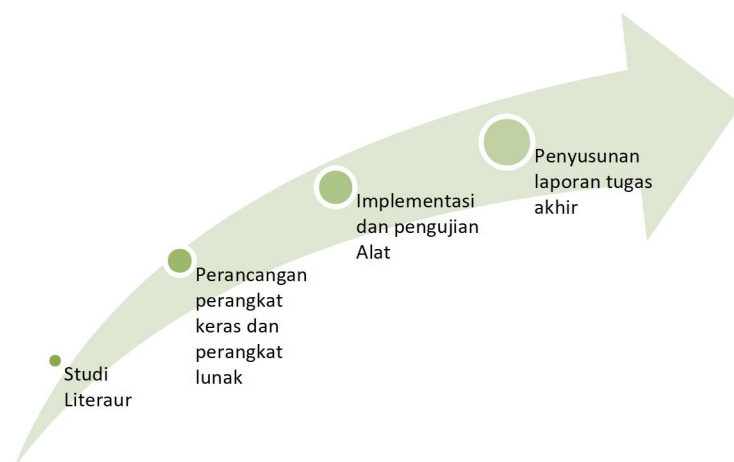 Studi
Literaur
Perancangan
perangkat
keras dan
perangkat
lunak
Implementasi
dan pengujian
Alat
Penyusunan
laporan tugas
akhir